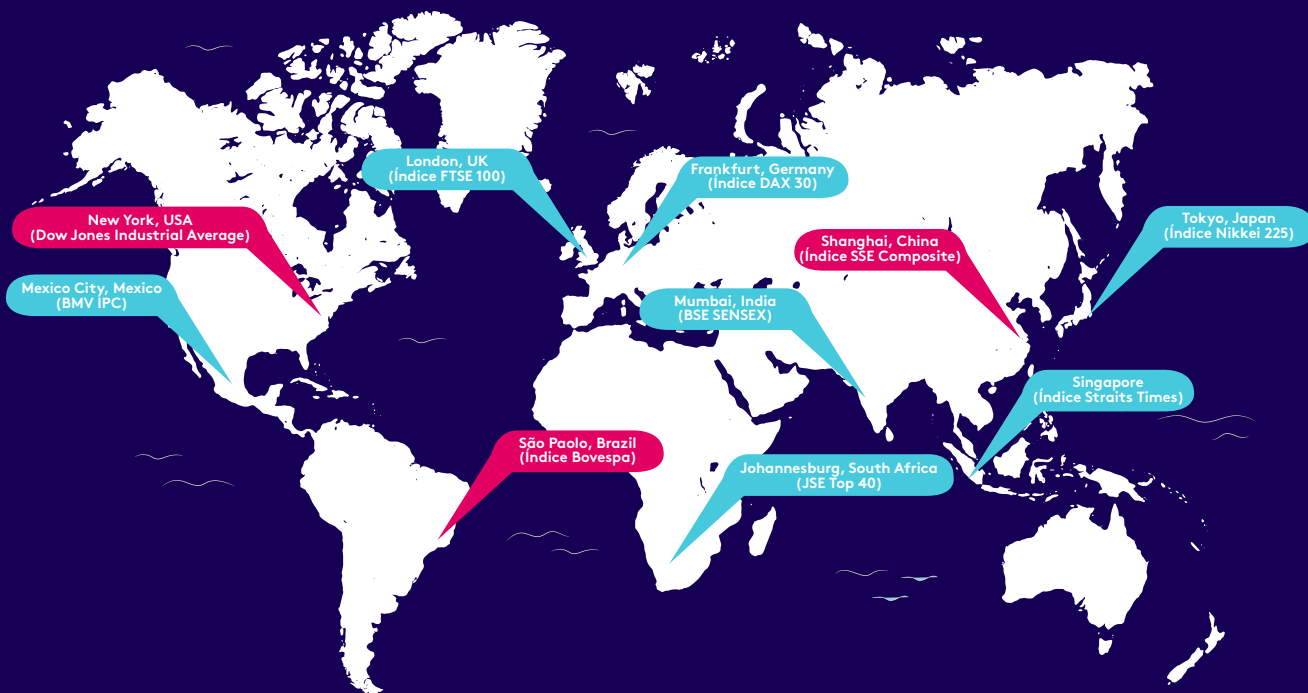 London, UK
(Índice FTSE 100)
Frankfurt, Germany
(Índice DAX 30)
New York, USA
(Dow Jones Industrial Average)
Tokyo, Japan
(Índice Nikkei 225)
Shanghai, China
(Índice SSE Composite)
Mexico City, Mexico
(BMV IPC)
Mumbai, India
(BSE SENSEX)
Singapore
(Índice Straits Times)
São Paolo, Brazil
(Índice Bovespa)
Johannesburg, South Africa
(JSE Top 40)